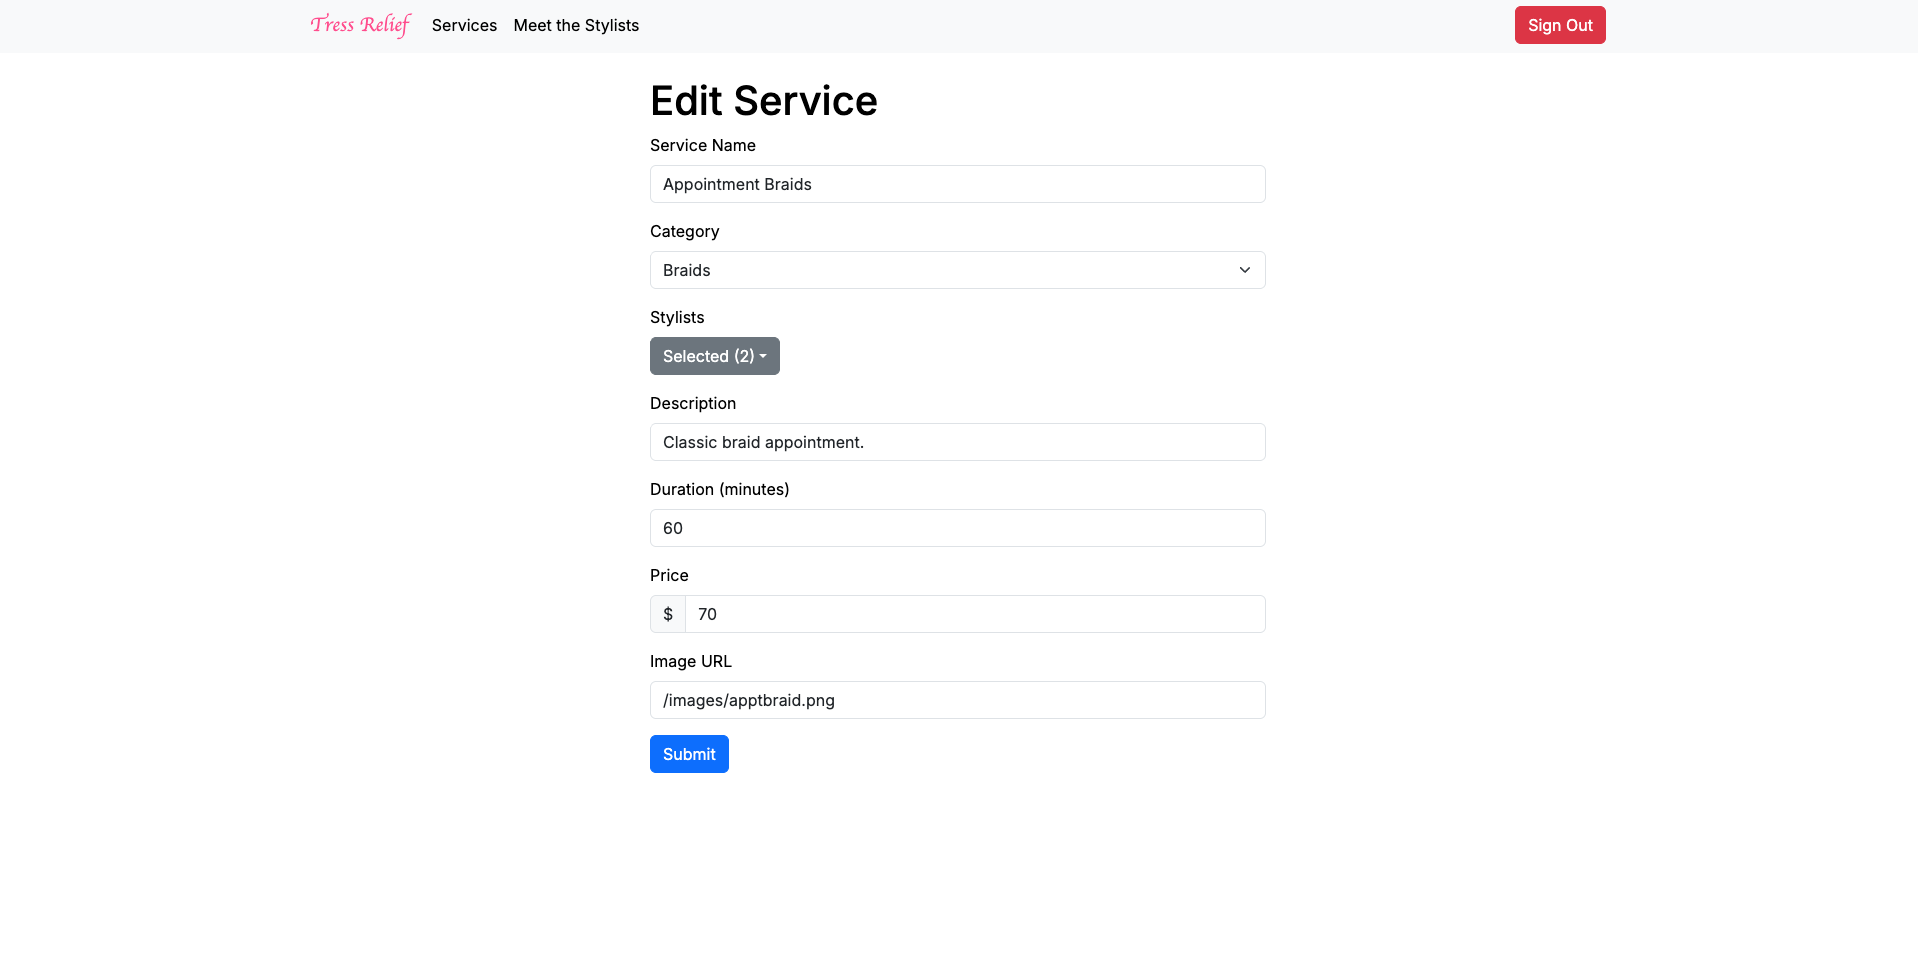 Tress Relief Services Meet the Stylists Sign Out
Edit Service
Service Name
Appointment Braids
Category
Braids
Stylists
Selected (2)
Description
Classic braid appointment.
Duration (minutes)
60
Price
$ 70
Image URL
/images/apptbraid.png
Submit